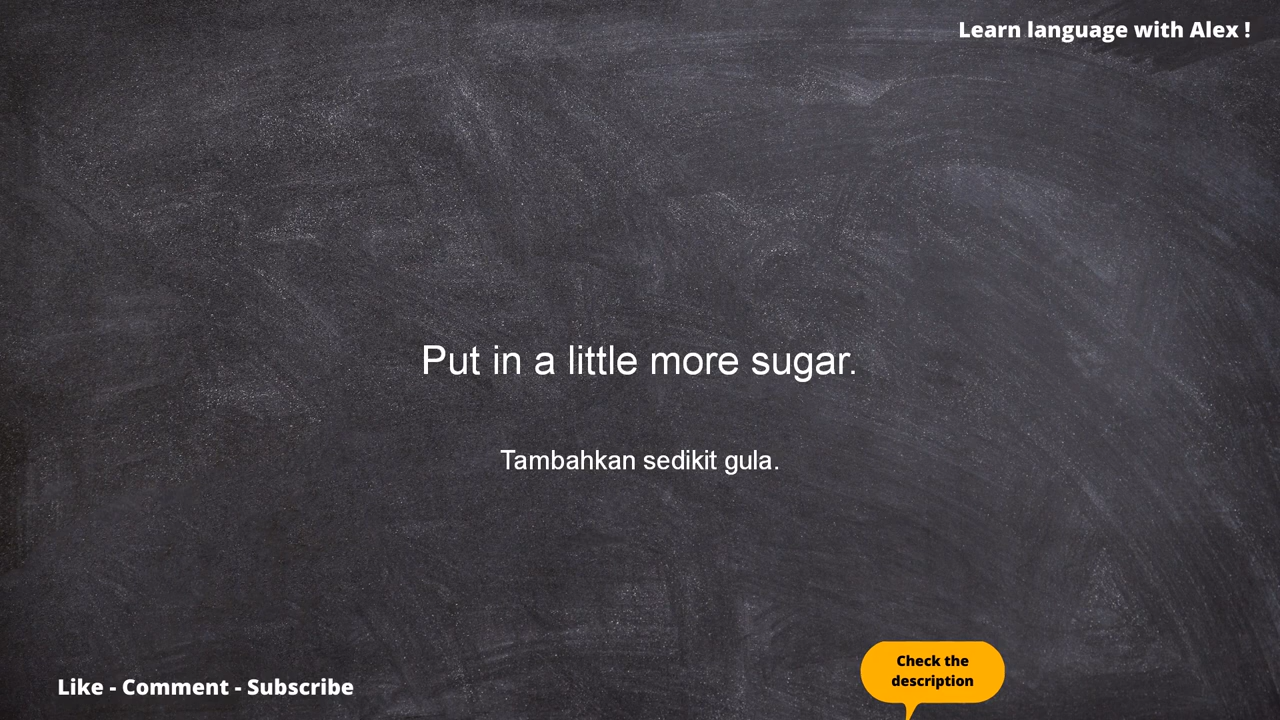 Learn language with Alex !
Put in a little more sugar.
Tambahkan sedikit gula.
Like - Comment - Subscribe
Check the
description